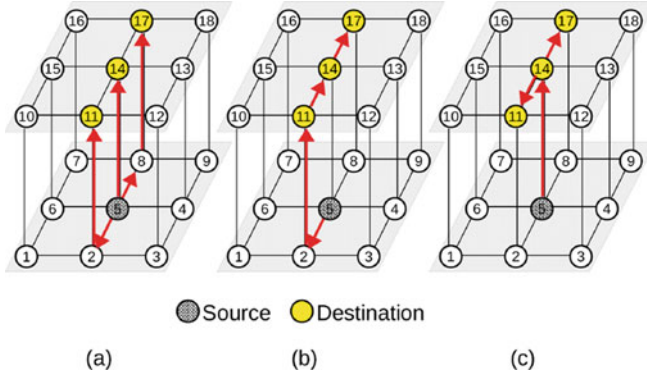 16 17 18 16 17 18 16 17 18
15 14 13 15 14 13 15 14 13
10 11 12 10 11 12 10 11 12
7 8 9 7 8 9 7 8 9
6 5 4 6 5 4 6 5 4
1 2 3 1 2 3 1 2 3
Source Destination
(a) (b) (c)